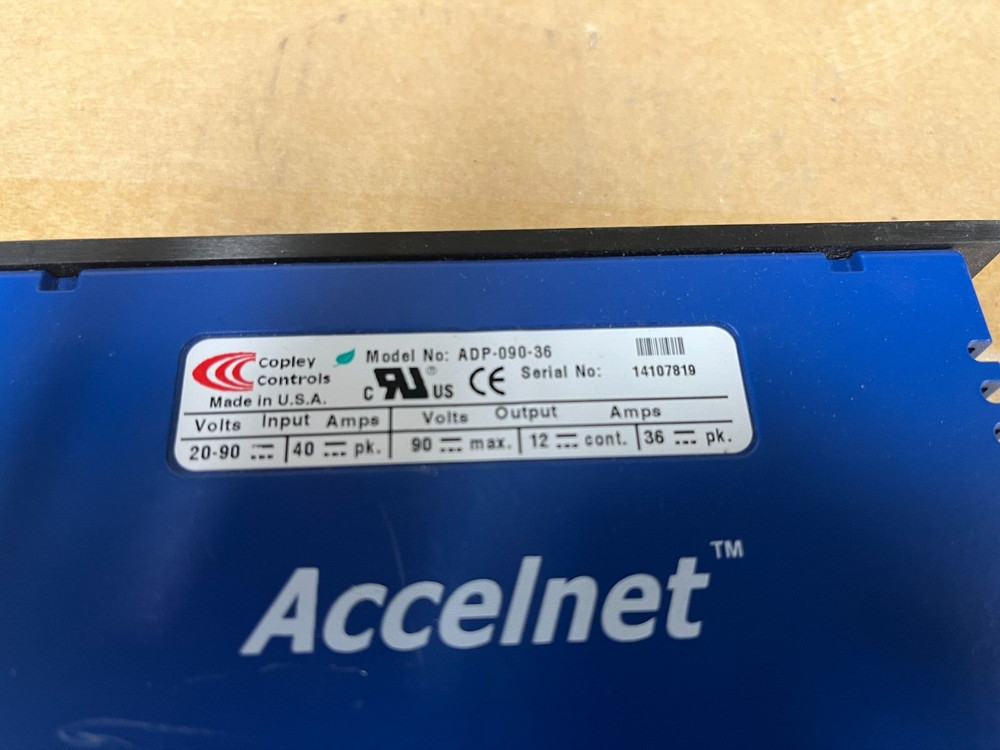 Copley Controls
Made in U.S.A.
Model No: ADP-090-36
C RU ® US CE Serial No: 14107819
Volts Input Amps Volts Output Amps
20-90 ⎓ 40 ⎓ pk. 90 ⎓ max. 12 ⎓ cont. 36 ⎓ pk.
Accelnet™